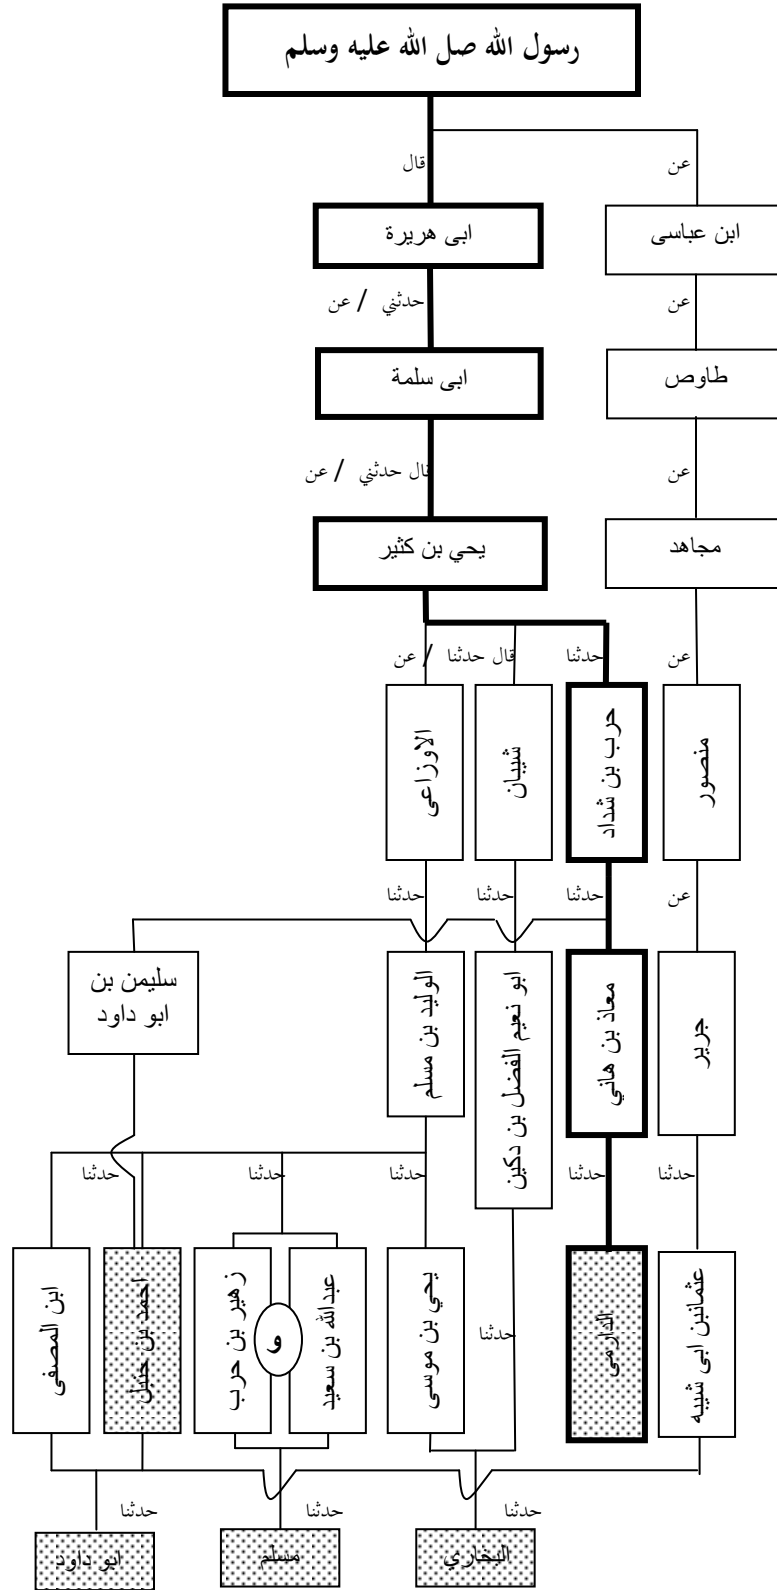 رسول الله صل الله عليه وسلم
عن
قال
ابن عباسى
ابى هريرة
عن
حدثني / عن
طاوص
ابى سلمة
عن
قال حدثني / عن
مجاهد
يحي بن كثير
عن
حدثنا
قال حدثنا / عن
منصور
حرب بن شداد
شيبان
الاوزاعى
عن
حدثنا
حدثنا
حدثنا
جرير
معاذ بن هاني
ابو نعيم الفضل بن دكين
الوليد بن مسلم
سليمن بن
ابو داود
حدثنا
حدثنا
حدثنا
حدثنا
حدثنا
عثمانبن ابى شيبه
الدارمى
حدثنا
يحي بن موسى
عبدالله بن سعيد
و
زهير بن حرب
احمد بن حنبل
ابن المصفى
حدثنا
حدثنا
حدثنا
البخاري
مسلم
ابو داود